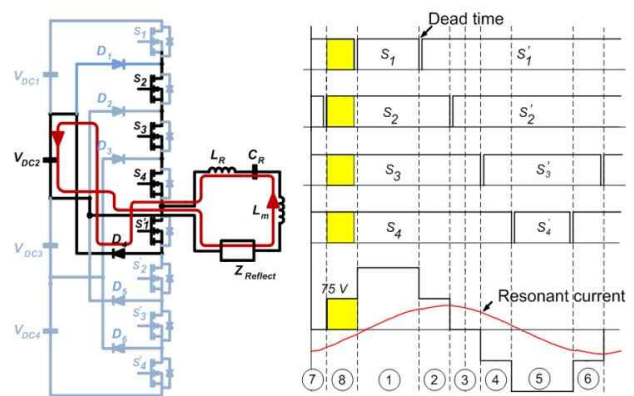 S1
D1
VDC1
S2
D2
S3
D3
VDC2
S4
LR
CR
Lm
S'1
D4
ZReflect
VDC3
S'2
D5
S'3
D6
VDC4
S'4
Dead time
S1
S'1
S2
S'2
S3
S'3
S4
S'4
75 V
Resonant current
7 8 1 2 3 4 5 6